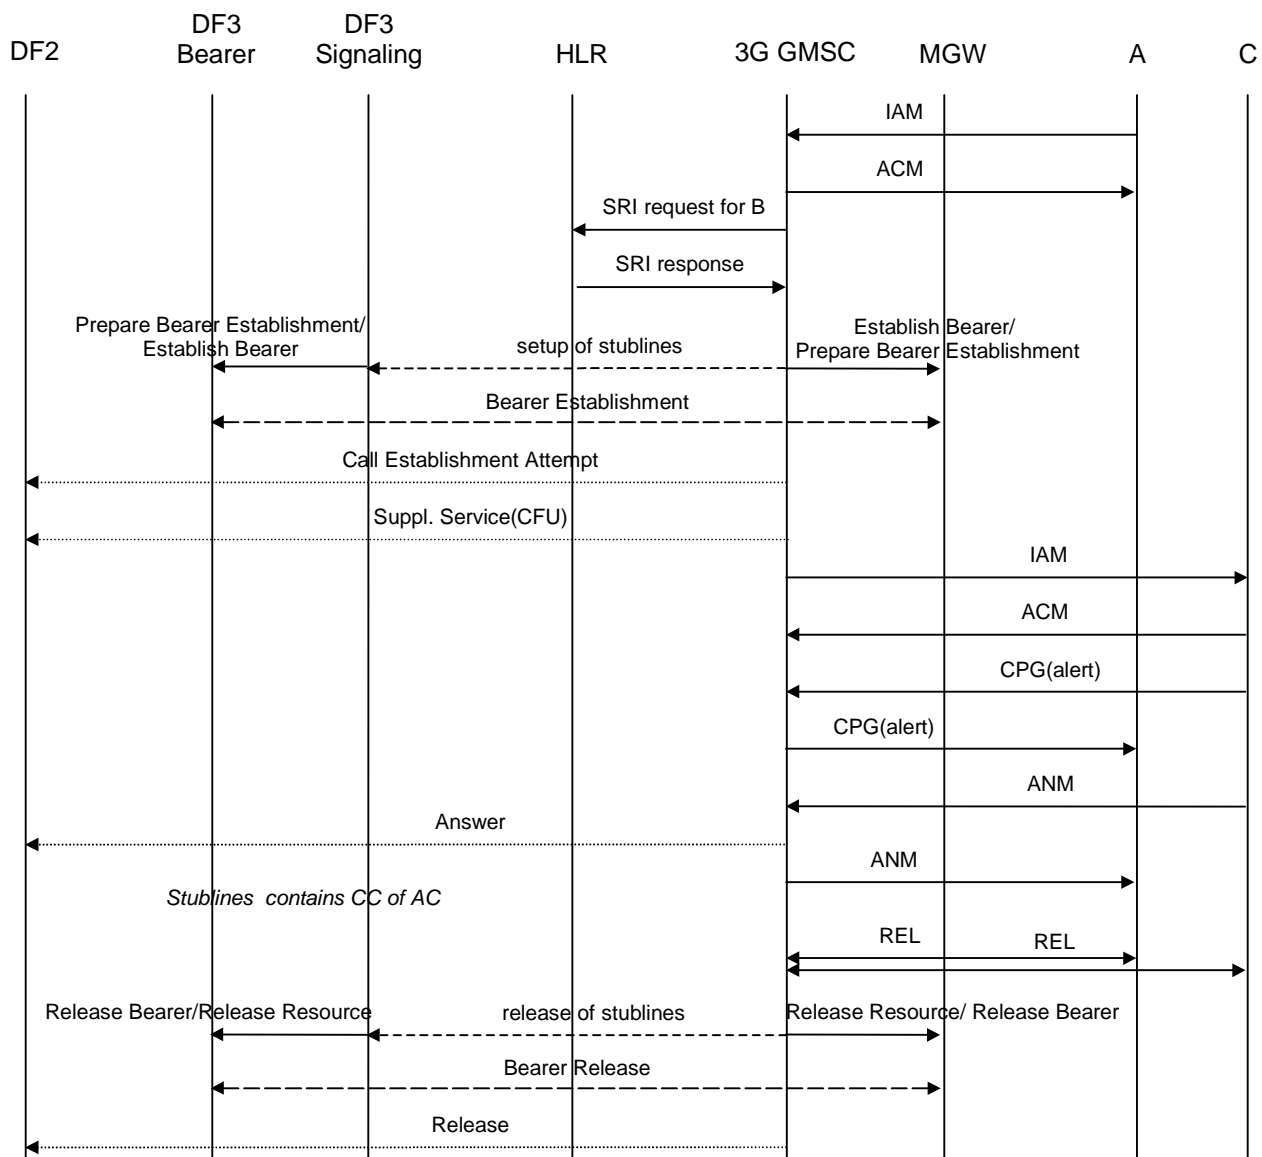 DF2
DF3
Bearer
DF3
Signaling
HLR
3G GMSC
MGW
A
C
IAM
ACM
SRI request for B
SRI response
Prepare Bearer Establishment/
Establish Bearer
setup of stublines
Establish Bearer/
Prepare Bearer Establishment
Bearer Establishment
Call Establishment Attempt
Suppl. Service(CFU)
IAM
ACM
CPG(alert)
CPG(alert)
ANM
Answer
ANM
Stublines contains CC of AC
REL
REL
Release Bearer/Release Resource
release of stublines
Release Resource/ Release Bearer
Bearer Release
Release